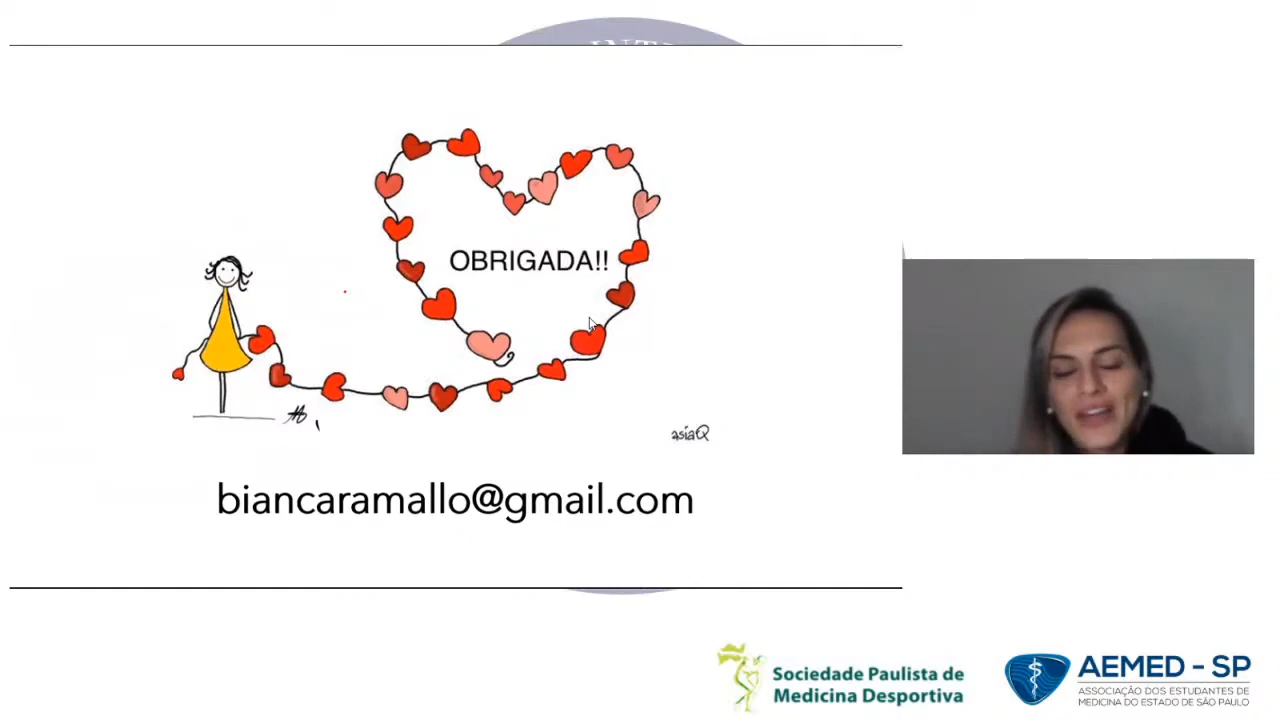 OBRIGADA!!
asiaQ
biancaramallo@gmail.com
Sociedade Paulista de
Medicina Desportiva
AEMED - SP
ASSOCIAÇÃO DOS ESTUDANTES DE
MEDICINA DO ESTADO DE SÃO PAULO